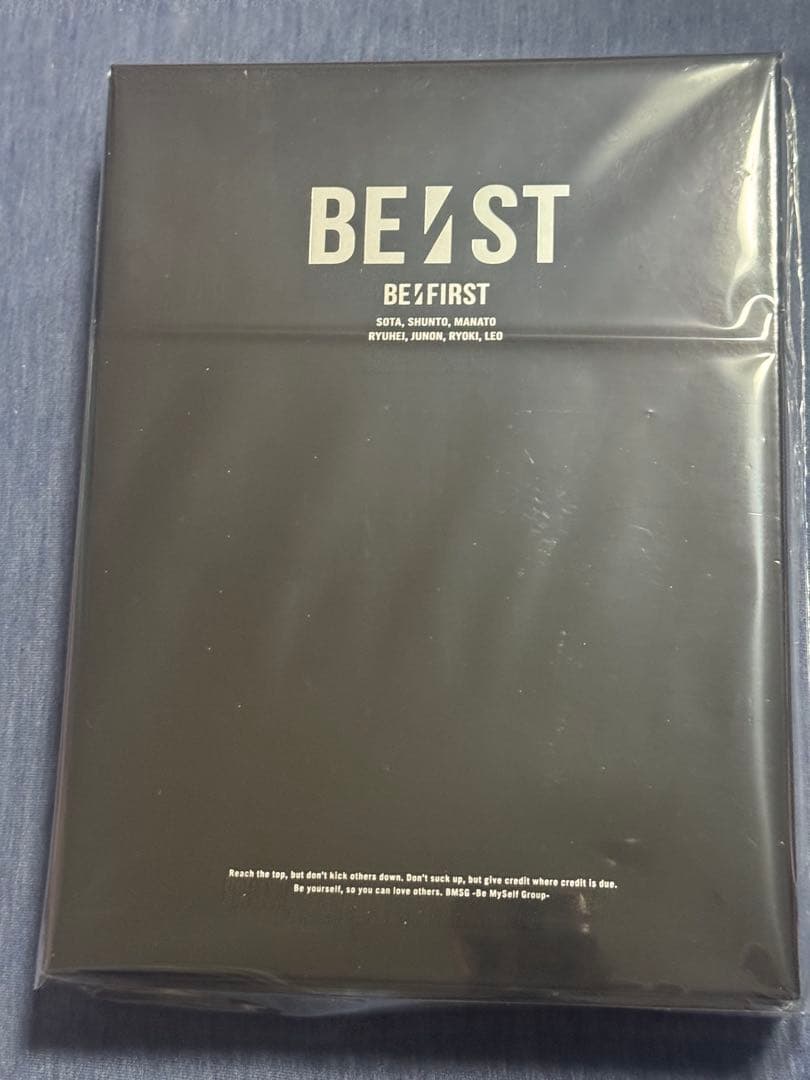 BE:ST
BE:FIRST
SOTA, SHUNTO, MANATO
RYUHEI, JUNON, RYOKI, LEO
Reach the top, but don't kick others down. Don't suck up, but give credit where credit is due.
Be yourself, so you can love others. BMSG -Be MySelf Group-